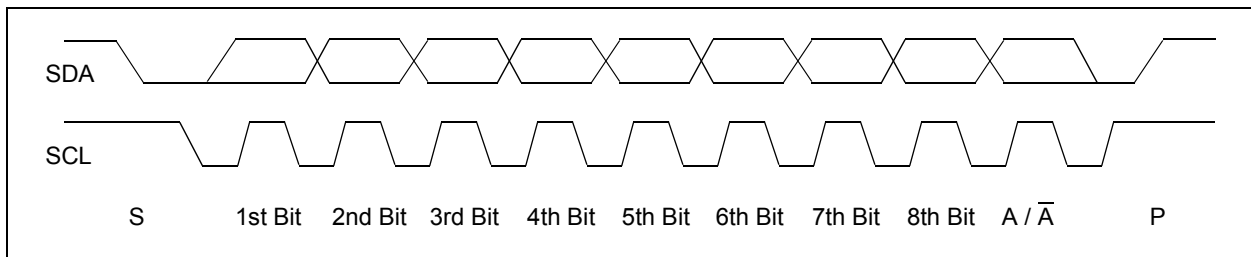 SDA
SCL
S 1st Bit 2nd Bit 3rd Bit 4th Bit 5th Bit 6th Bit 7th Bit 8th Bit A / A̅ P